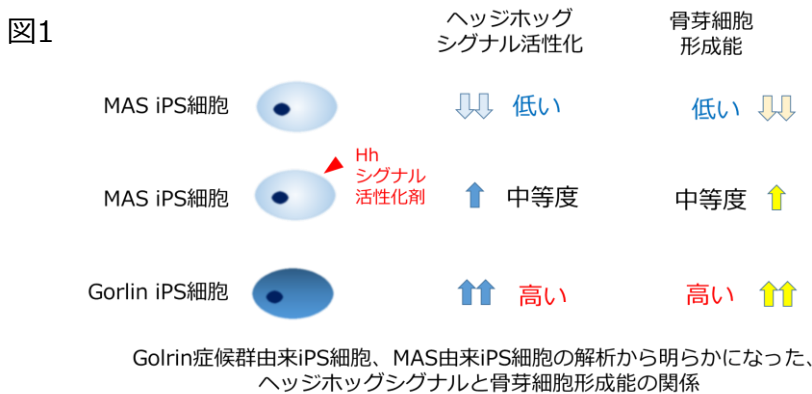 図1
ヘッジホッグ
シグナル活性化
骨芽細胞
形成能
MAS iPS細胞
低い
低い
MAS iPS細胞
Hh
シグナル
活性化剤
中等度
中等度
Gorlin iPS細胞
高い
高い
Golrin症候群由来iPS細胞、MAS由来iPS細胞の解析から明らかになった、
ヘッジホッグシグナルと骨芽細胞形成能の関係